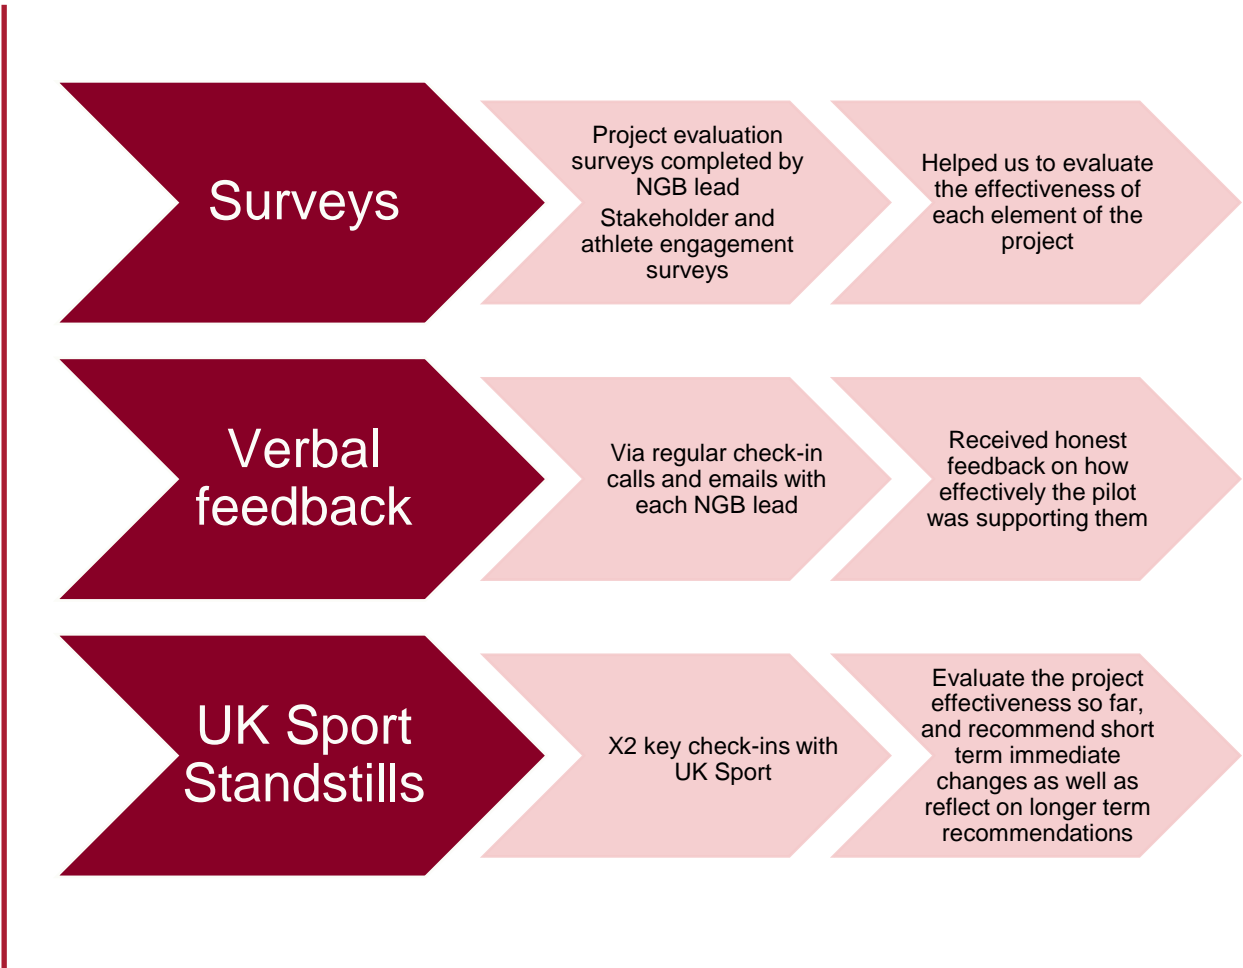 Surveys
Project evaluation
surveys completed by
NGB lead
Stakeholder and
athlete engagement
surveys
Helped us to evaluate
the effectiveness of
each element of the
project
Verbal
feedback
Via regular check-in
calls and emails with
each NGB lead
Received honest
feedback on how
effectively the pilot
was supporting them
UK Sport
Standstills
X2 key check-ins with
UK Sport
Evaluate the project
effectiveness so far,
and recommend short
term immediate
changes as well as
reflect on longer term
recommendations